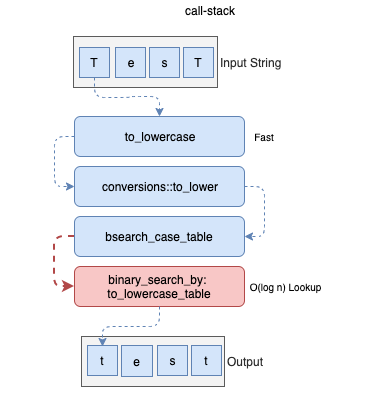 call-stack
T e s T Input String
to_lowercase Fast
conversions::to_lower
bsearch_case_table
binary_search_by:
to_lowercase_table
O(log n) Lookup
t e s t Output